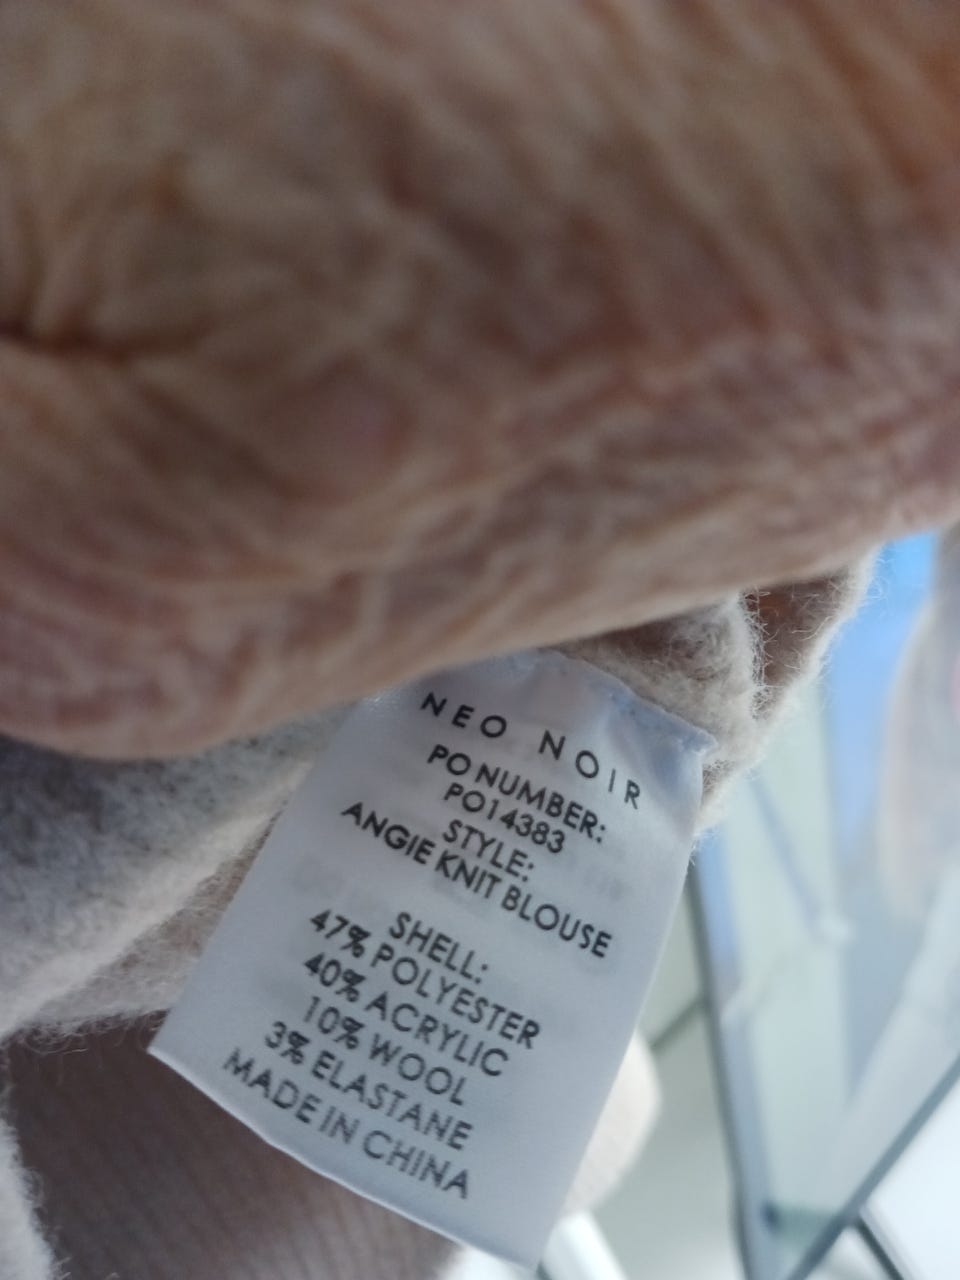 NEO NOIR
PO NUMBER:
PO14383
STYLE:
ANGIE KNIT BLOUSE
SHELL:
47% POLYESTER
40% ACRYLIC
10% WOOL
3% ELASTANE
MADE IN CHINA